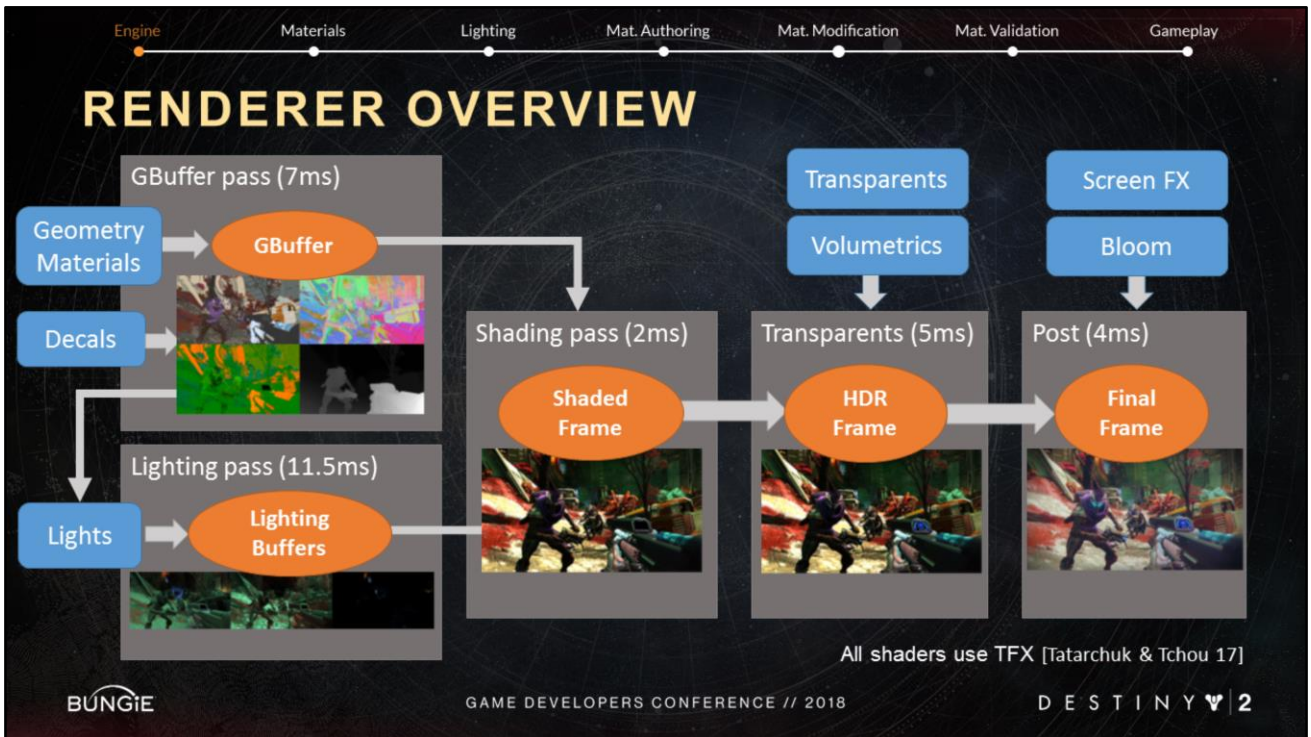 Engine
Materials
Lighting
Mat. Authoring
Mat. Modification
Mat. Validation
Gameplay
RENDERER OVERVIEW
GBuffer pass (7ms)
Geometry
Materials
GBuffer
Decals
Lighting pass (11.5ms)
Lights
Lighting
Buffers
Shading pass (2ms)
Shaded
Frame
Transparents
Volumetrics
Transparents (5ms)
HDR
Frame
Screen FX
Bloom
Post (4ms)
Final
Frame
All shaders use TFX [Tatarchuk & Tchou 17]
BUNGiE
GAME DEVELOPERS CONFERENCE // 2018
DESTINY 2